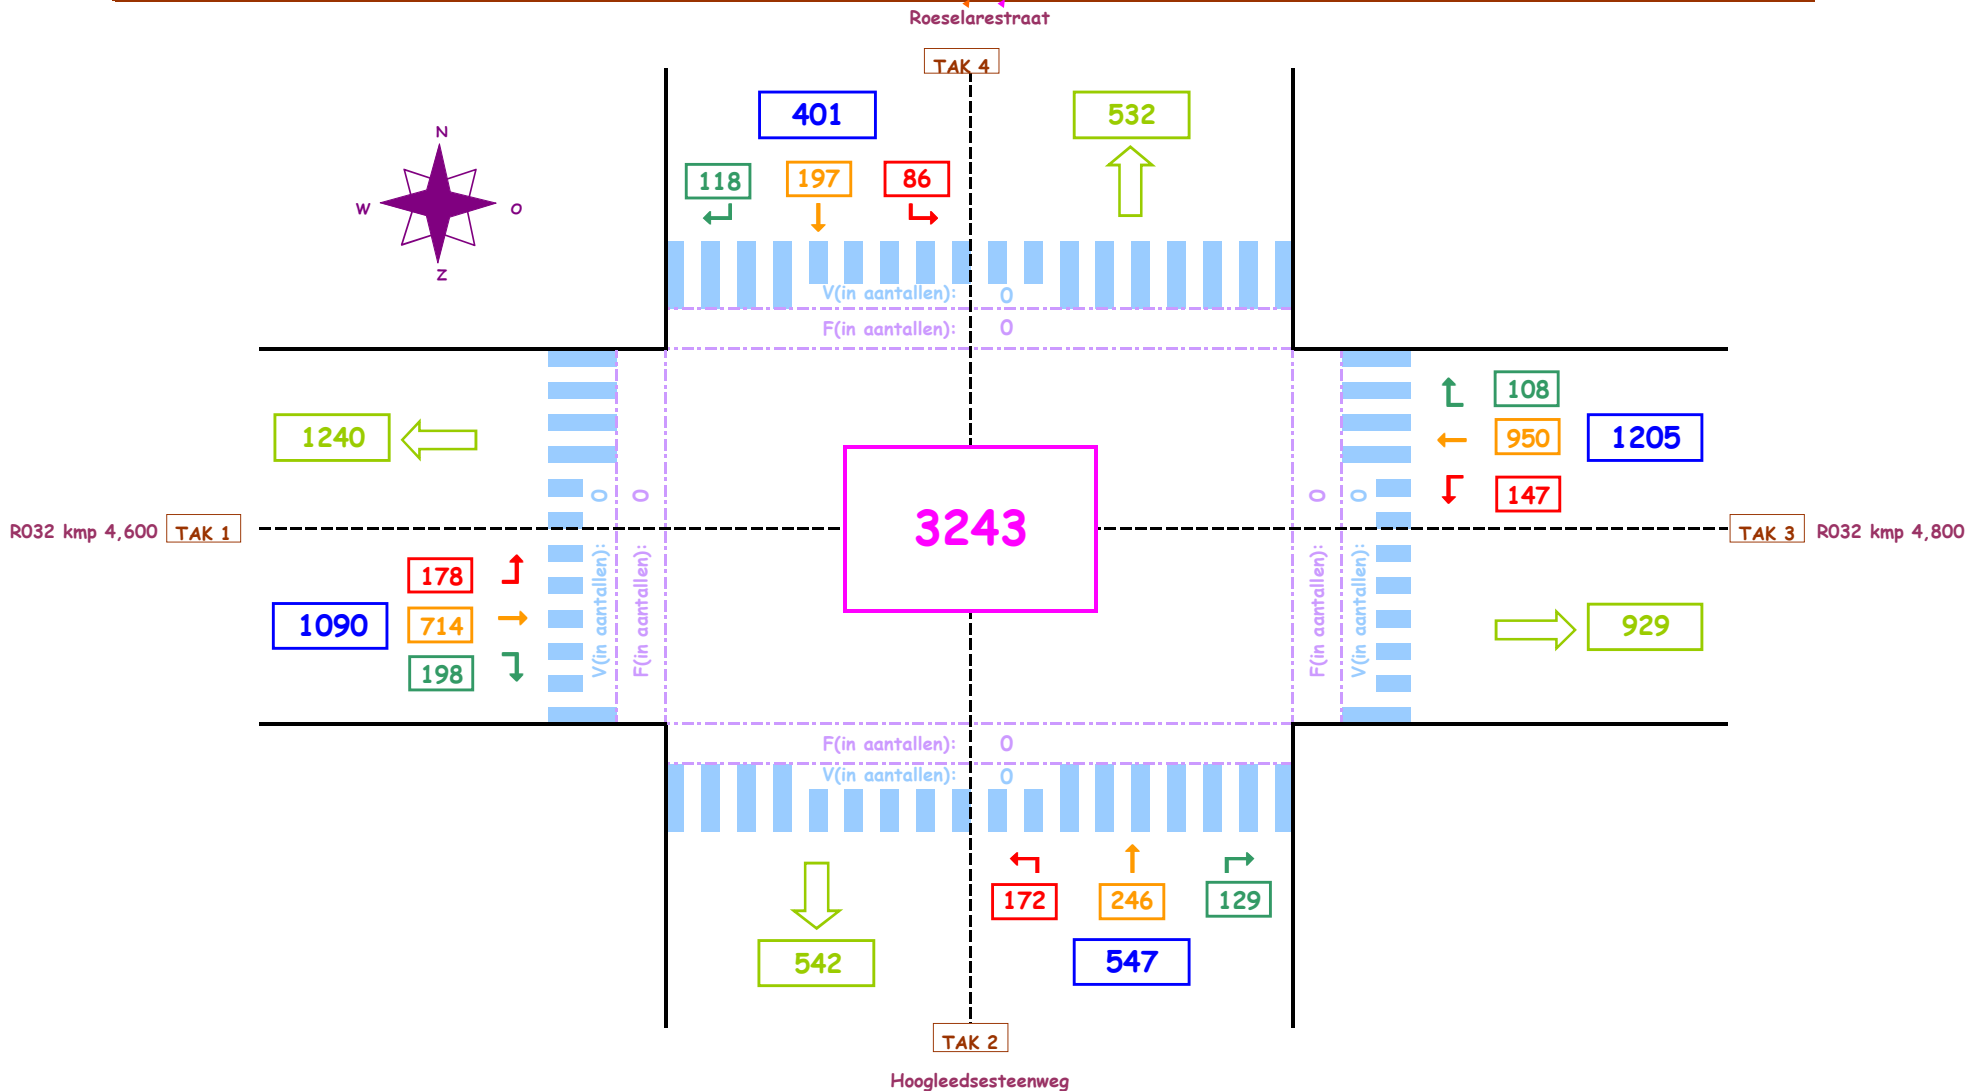 Roeselarestraat
TAK 4
401
532
N
118
197
86
W
O
Z
V(in aantallen): 0
F(in aantallen): 0
108
1240
950
1205
147
3243
R032 kmp 4,600
TAK 1
V(in aantallen): 0
F(in aantallen): 0
F(in aantallen): 0
V(in aantallen): 0
TAK 3
R032 kmp 4,800
178
1090
714
929
198
F(in aantallen): 0
V(in aantallen): 0
172
246
129
542
547
TAK 2
Hoogleedsesteenweg